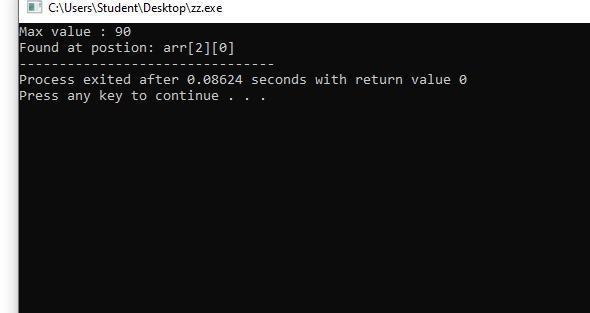 C:\Users\Student\Desktop\zz.exe
Max value : 90
Found at postion: arr[2][0]
--------------------------------
Process exited after 0.08624 seconds with return value 0
Press any key to continue . . .